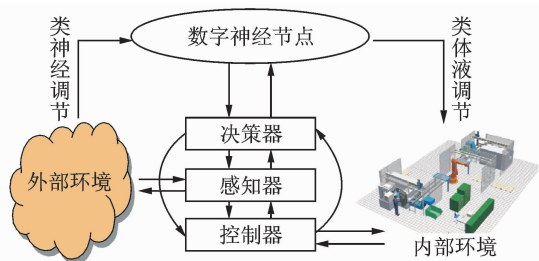 数字神经节点
类神经调节
类体液调节
决策器
外部环境
感知器
控制器
内部环境